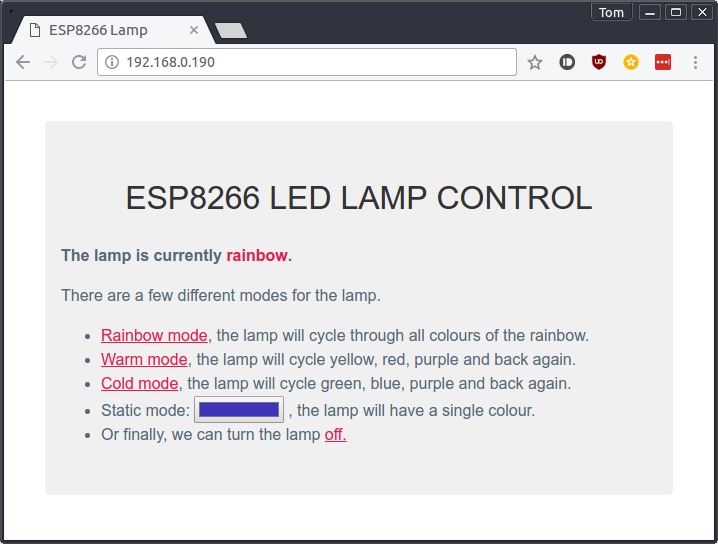 Tom
ESP8266 Lamp
192.168.0.190
ESP8266 LED LAMP CONTROL
The lamp is currently rainbow.
There are a few different modes for the lamp.
• Rainbow mode, the lamp will cycle through all colours of the rainbow.
• Warm mode, the lamp will cycle yellow, red, purple and back again.
• Cold mode, the lamp will cycle green, blue, purple and back again.
• Static mode: , the lamp will have a single colour.
• Or finally, we can turn the lamp off.